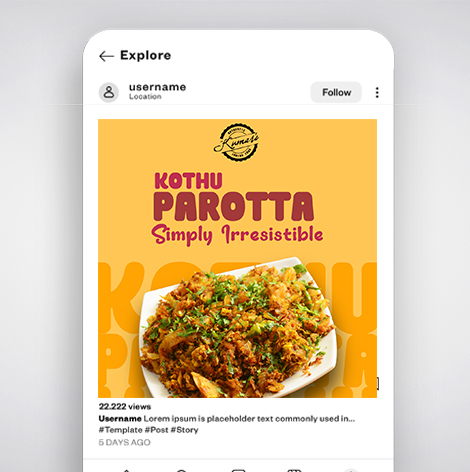 Explore
username
Location
Follow
Kumar's
KOTHU
PAROTTA
Simply Irresistible
KOTHU
22.222 views
Username Lorem ipsum is placeholder text commonly used in...
#Template #Post #Story
5 DAYS AGO